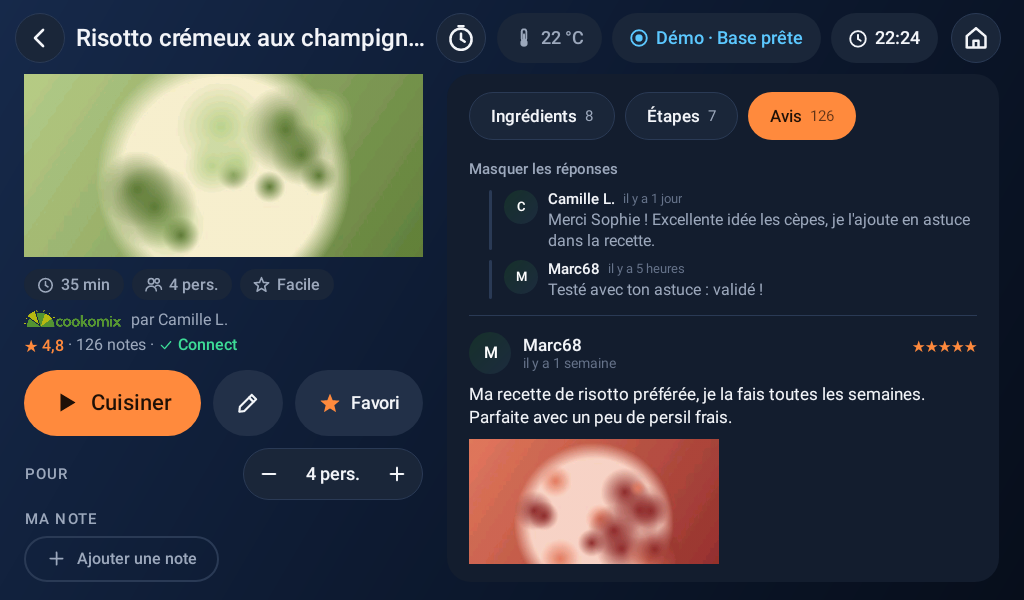 Risotto crémeux aux champign...
22 °C
Démo · Base prête
22:24
35 min
4 pers.
Facile
cookomix par Camille L.
4,8 · 126 notes · Connect
Cuisiner
Favori
POUR
4 pers.
MA NOTE
Ajouter une note
Ingrédients 8
Étapes 7
Avis 126
Masquer les réponses
C
Camille L. il y a 1 jour
Merci Sophie ! Excellente idée les cèpes, je l'ajoute en astuce
dans la recette.
M
Marc68 il y a 5 heures
Testé avec ton astuce : validé !
M
Marc68
il y a 1 semaine
Ma recette de risotto préférée, je la fais toutes les semaines.
Parfaite avec un peu de persil frais.